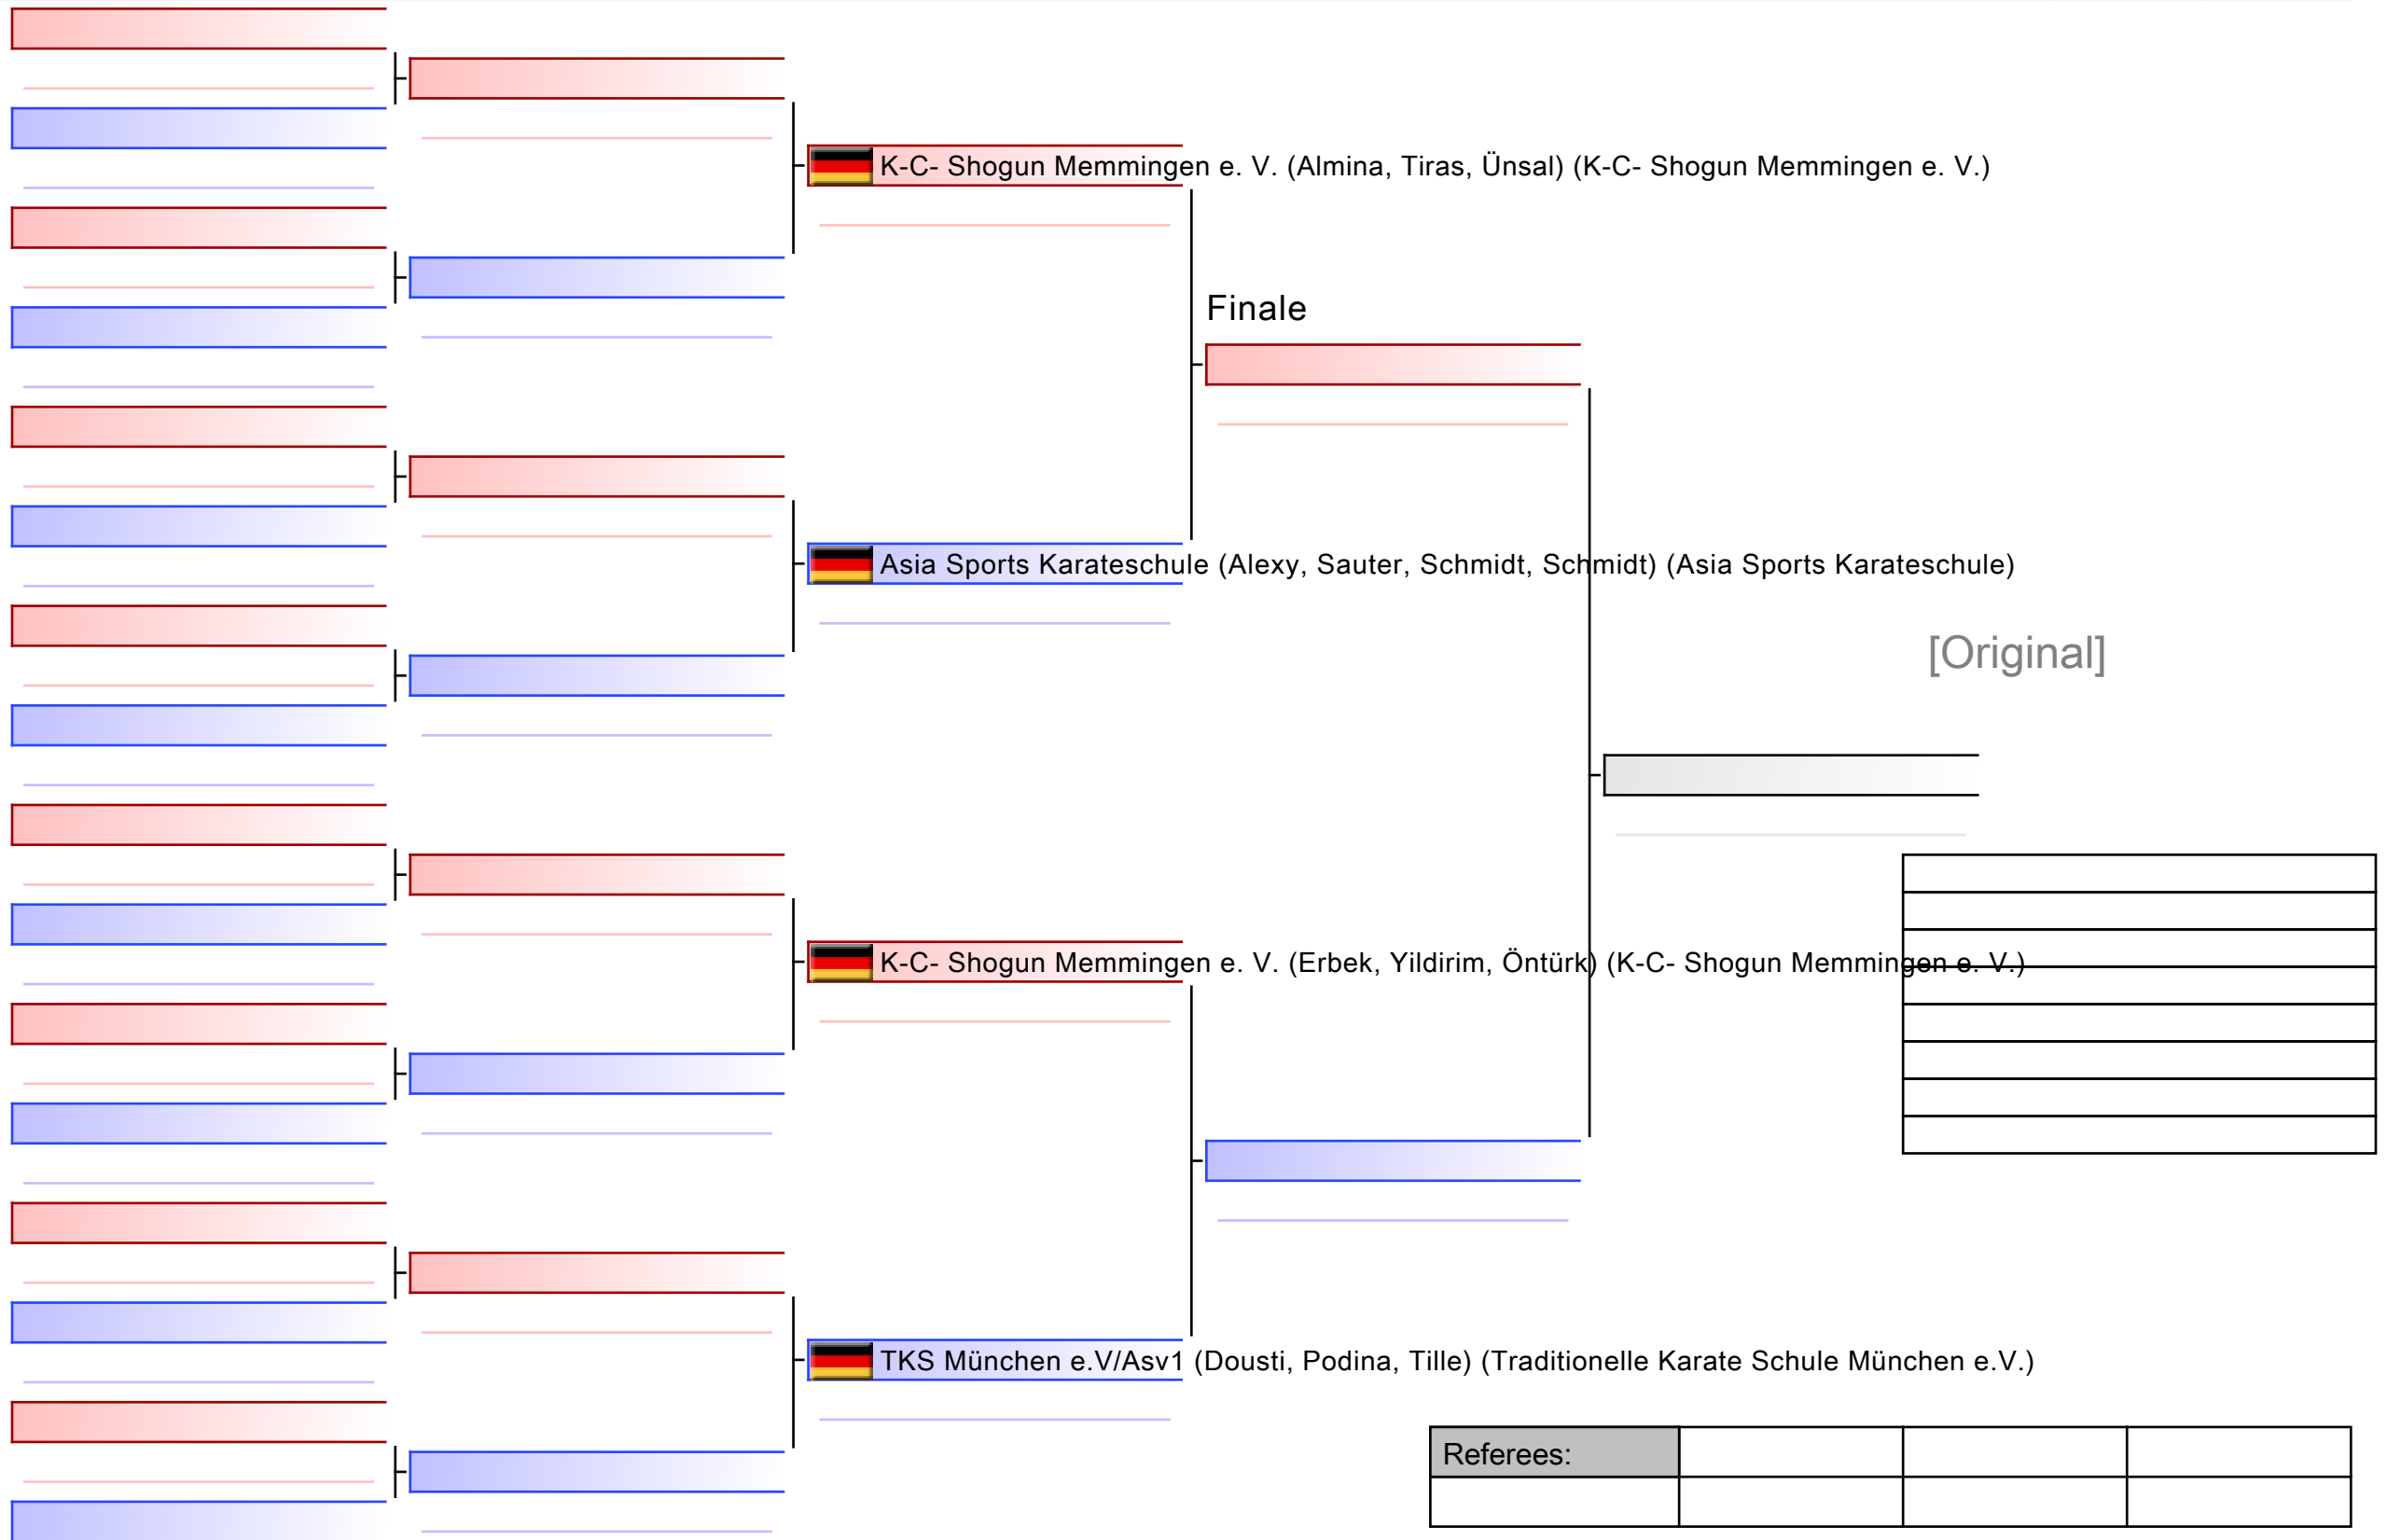 K-C- Shogun Memmingen e. V. (Almina, Tiras, Ünsal) (K-C- Shogun Memmingen e. V.)
Finale
Asia Sports Karateschule (Alexy, Sauter, Schmidt, Schmidt) (Asia Sports Karateschule)
[Original]
K-C- Shogun Memmingen e. V. (Erbek, Yildirim, Öntürk) (K-C- Shogun Memmingen e. V.)
TKS München e.V/Asv1 (Dousti, Podina, Tille) (Traditionelle Karate Schule München e.V.)
Referees: